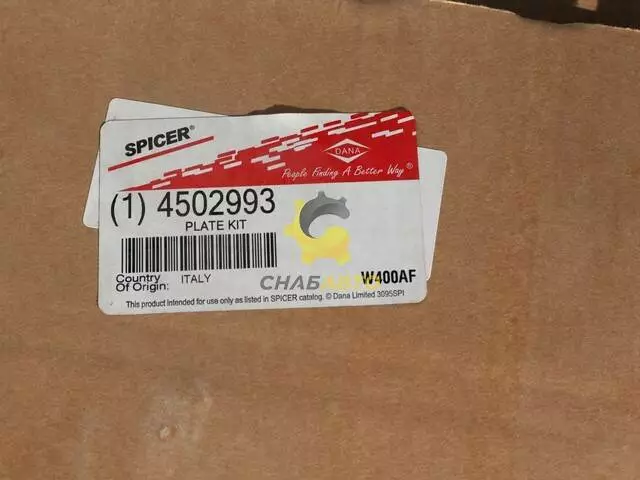 SPICER®
DANA
People Finding A Better Way®
(1) 4502993
PLATE KIT
Country Of Origin: ITALY
W400AF
СНАБАВТО
This product intended for use only as listed in SPICER catalog. © Dana Limited 3095SPI